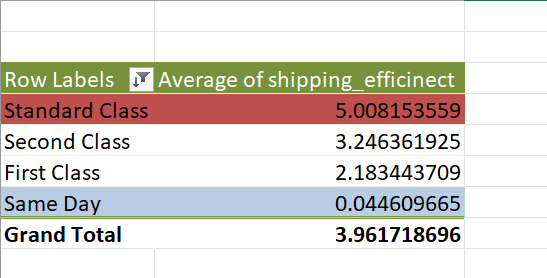 Row Labels Average of shipping_efficinect
Standard Class 5.008153559
Second Class 3.246361925
First Class 2.183443709
Same Day 0.044609665
Grand Total 3.961718696